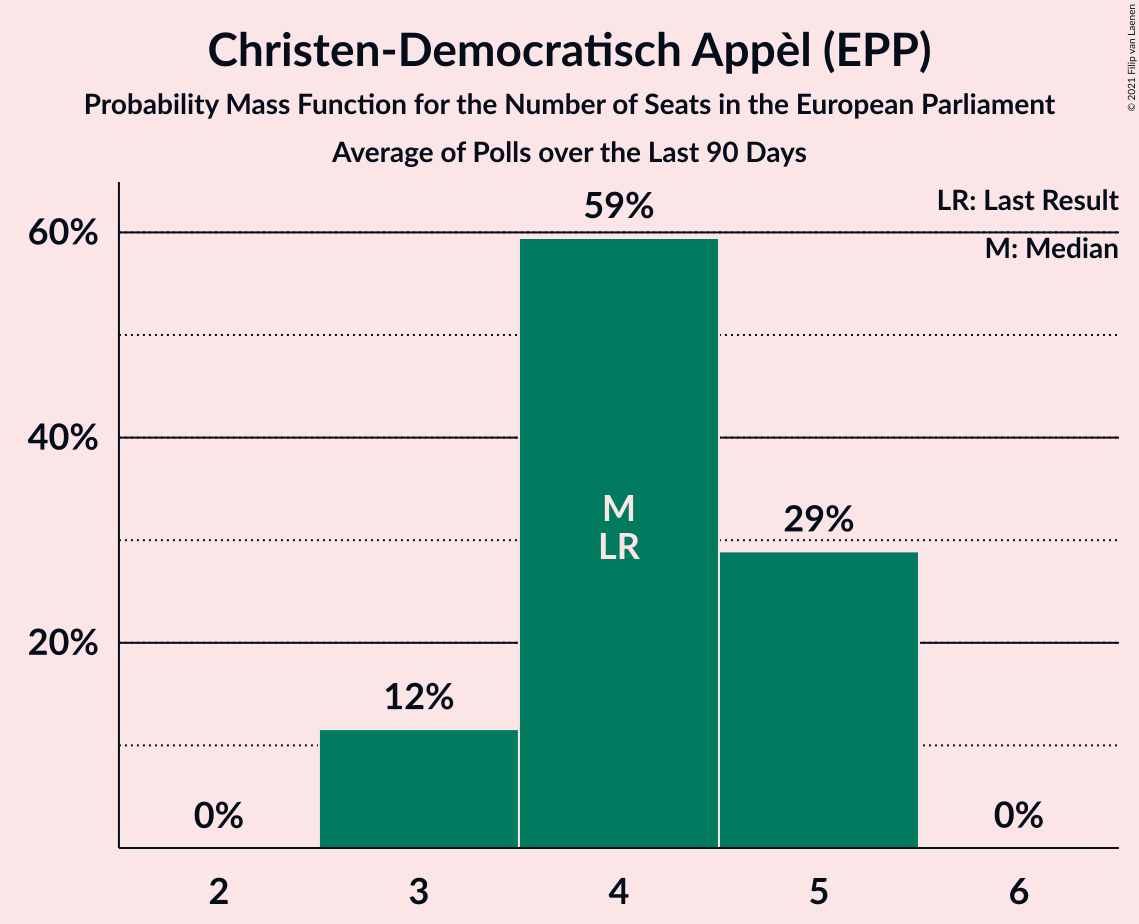 Christen-Democratisch Appèl (EPP)
Probability Mass Function for the Number of Seats in the European Parliament
Average of Polls over the Last 90 Days
© 2021 Filip van Laenen
LR: Last Result
M: Median
60%
40%
20%
0%
12%
59%
29%
0%
M
LR
2
3
4
5
6